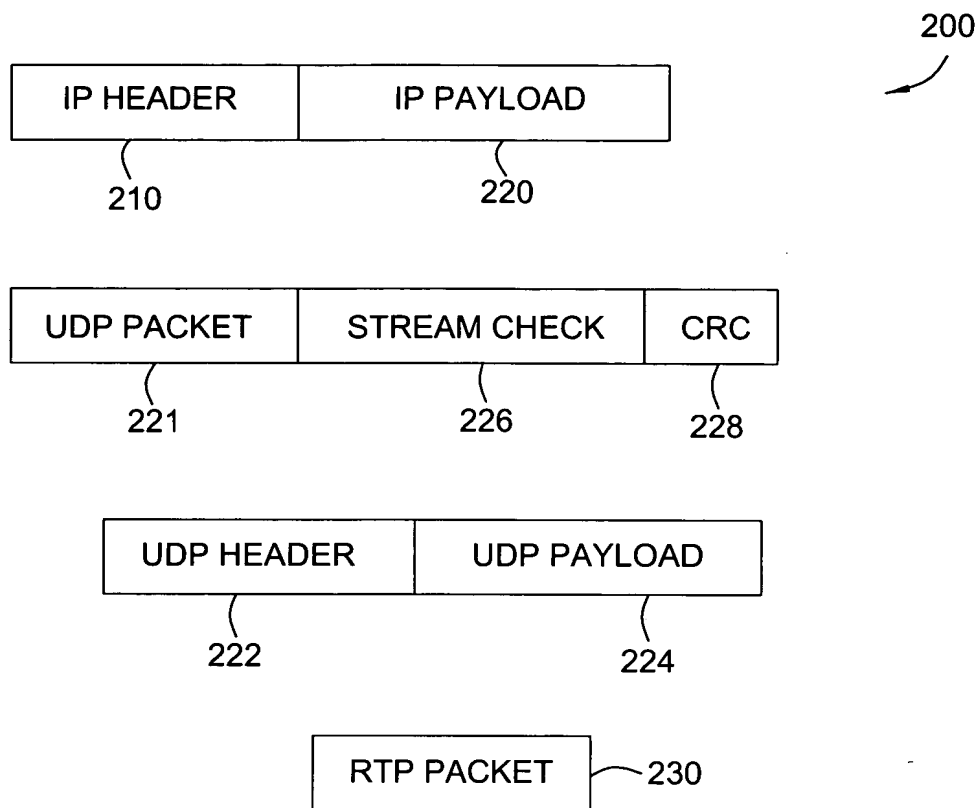 200
IP HEADER IP PAYLOAD
210 220
UDP PACKET STREAM CHECK CRC
221 226 228
UDP HEADER UDP PAYLOAD
222 224
RTP PACKET 230